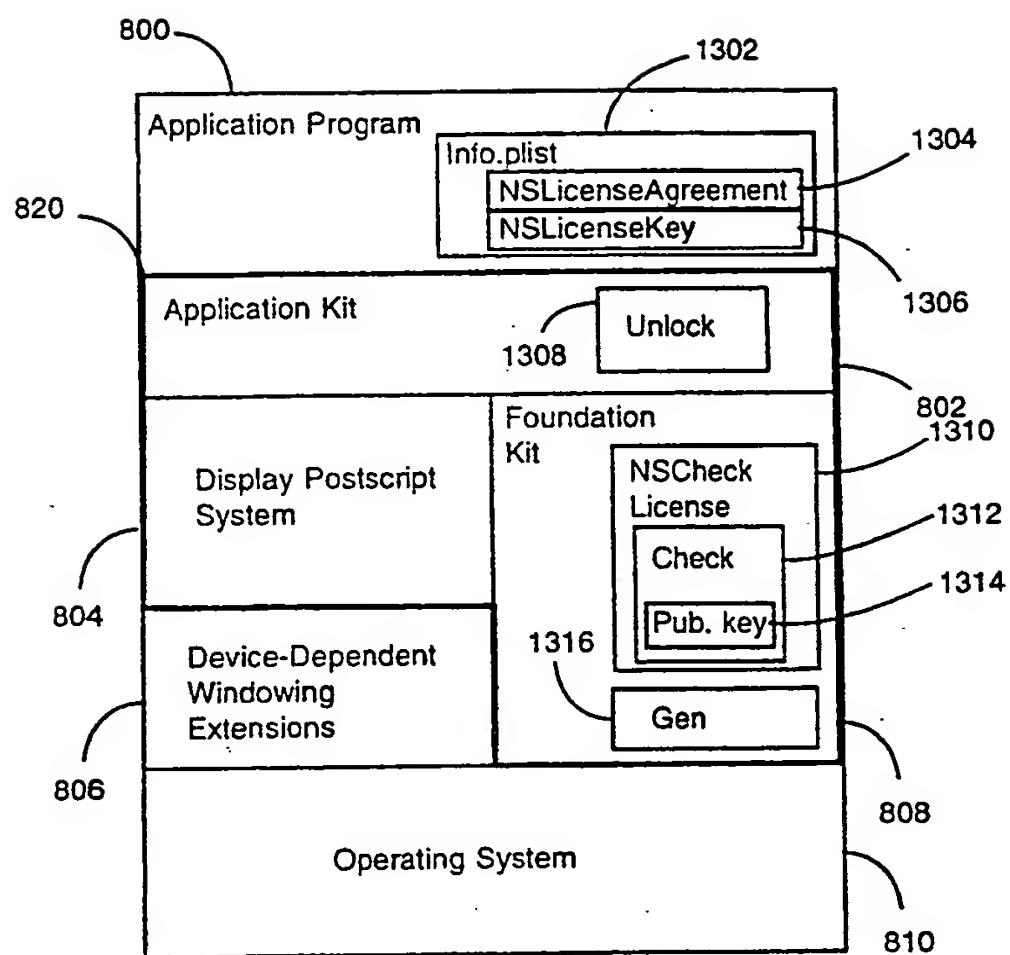 800
1302
Application Program
Info.plist
1304
NSLicenseAgreement
820
NSLicenseKey
1306
Application Kit
Unlock
1308
802
Foundation
Kit
1310
NSCheck
License
Display Postscript
System
1312
Check
1314
804
Pub. key
1316
Device-Dependent
Windowing
Extensions
Gen
806
808
Operating System
810